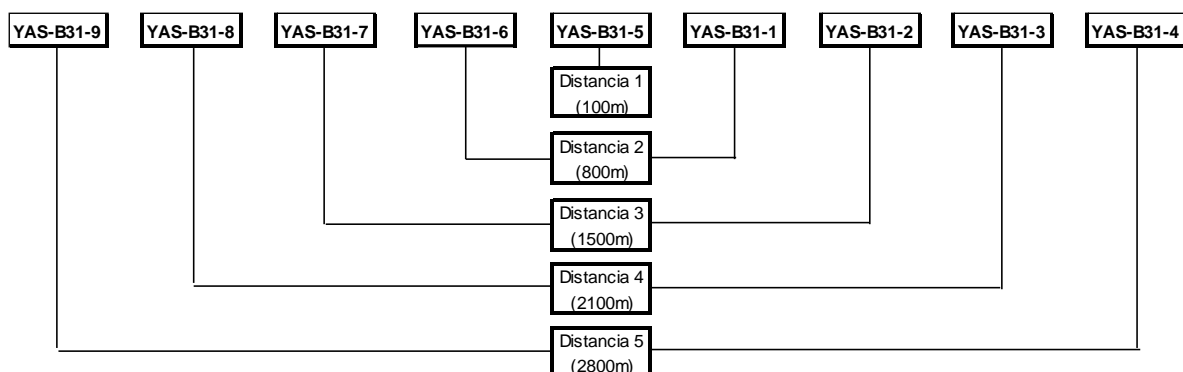 YAS-B31-9
YAS-B31-8
YAS-B31-7
YAS-B31-6
YAS-B31-5
YAS-B31-1
YAS-B31-2
YAS-B31-3
YAS-B31-4
Distancia 1
(100m)
Distancia 2
(800m)
Distancia 3
(1500m)
Distancia 4
(2100m)
Distancia 5
(2800m)